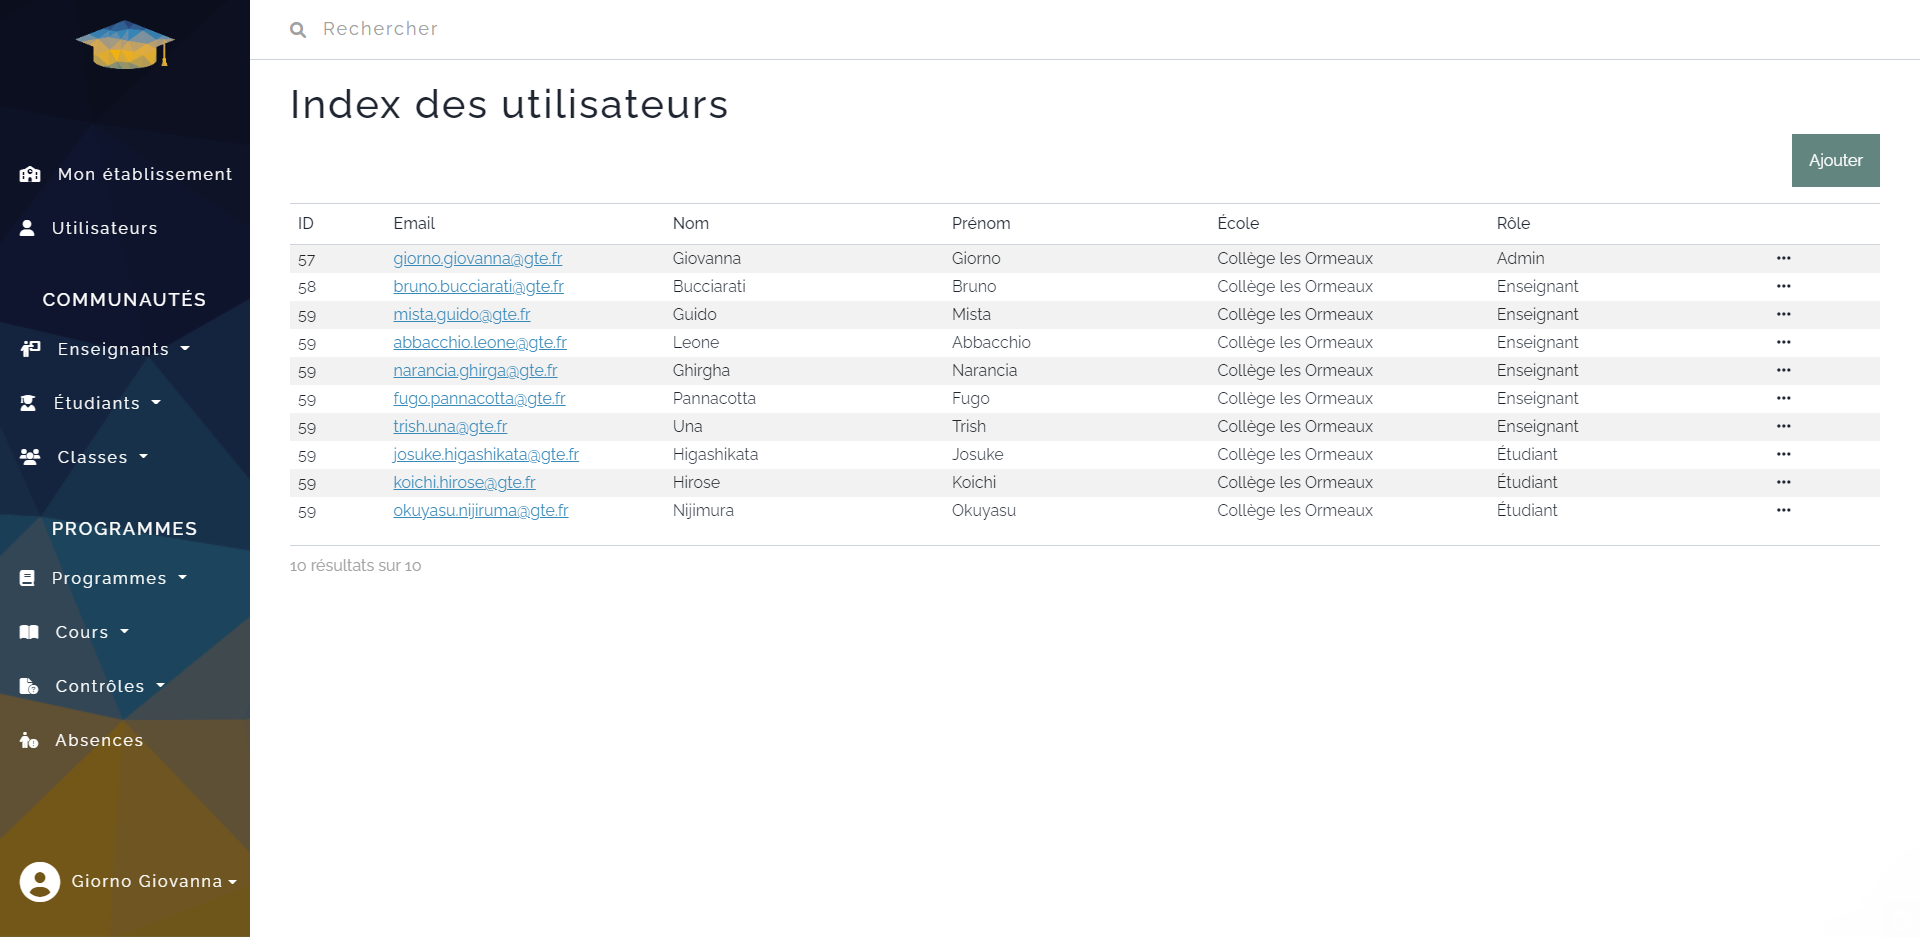 Rechercher
Index des utilisateurs
Ajouter
Mon établissement
Utilisateurs
COMMUNAUTÉS
Enseignants
Étudiants
Classes
PROGRAMMES
Programmes
Cours
Contrôles
Absences
Giorno Giovanna
ID Email Nom Prénom École Rôle
57 giorno.giovanna@gte.fr Giovanna Giorno Collège les Ormeaux Admin •••
58 bruno.bucciarati@gte.fr Bucciarati Bruno Collège les Ormeaux Enseignant •••
59 mista.guido@gte.fr Guido Mista Collège les Ormeaux Enseignant •••
59 abbacchio.leone@gte.fr Leone Abbacchio Collège les Ormeaux Enseignant •••
59 narancia.ghirga@gte.fr Ghirgha Narancia Collège les Ormeaux Enseignant •••
59 fugo.pannacotta@gte.fr Pannacotta Fugo Collège les Ormeaux Enseignant •••
59 trish.una@gte.fr Una Trish Collège les Ormeaux Enseignant •••
59 josuke.higashikata@gte.fr Higashikata Josuke Collège les Ormeaux Étudiant •••
59 koichi.hirose@gte.fr Hirose Koichi Collège les Ormeaux Étudiant •••
59 okuyasu.nijiruma@gte.fr Nijimura Okuyasu Collège les Ormeaux Étudiant •••
10 résultats sur 10